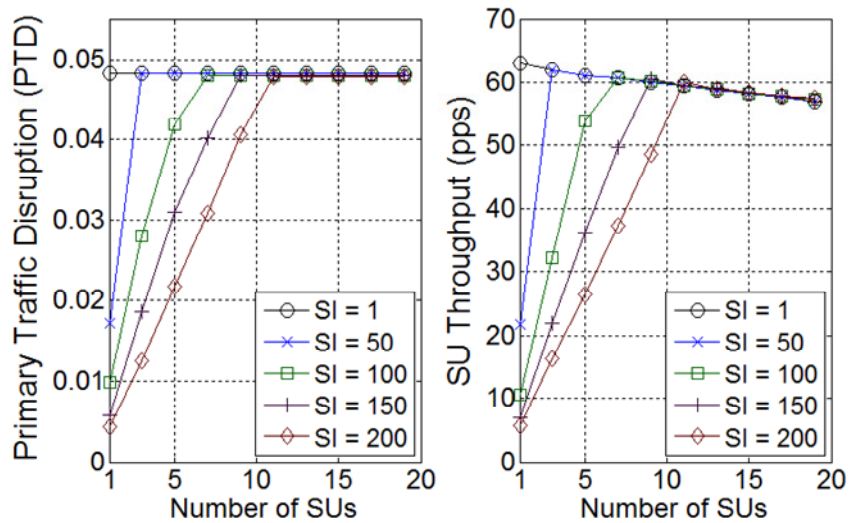 Primary Traffic Disruption (PTD)
0.05
0.04
0.03
0.02
0.01
0
1
5
10
15
20
Number of SUs
SI = 1
SI = 50
SI = 100
SI = 150
SI = 200
SU Throughput (pps)
70
60
50
40
30
20
10
0
1
5
10
15
20
Number of SUs
SI = 1
SI = 50
SI = 100
SI = 150
SI = 200